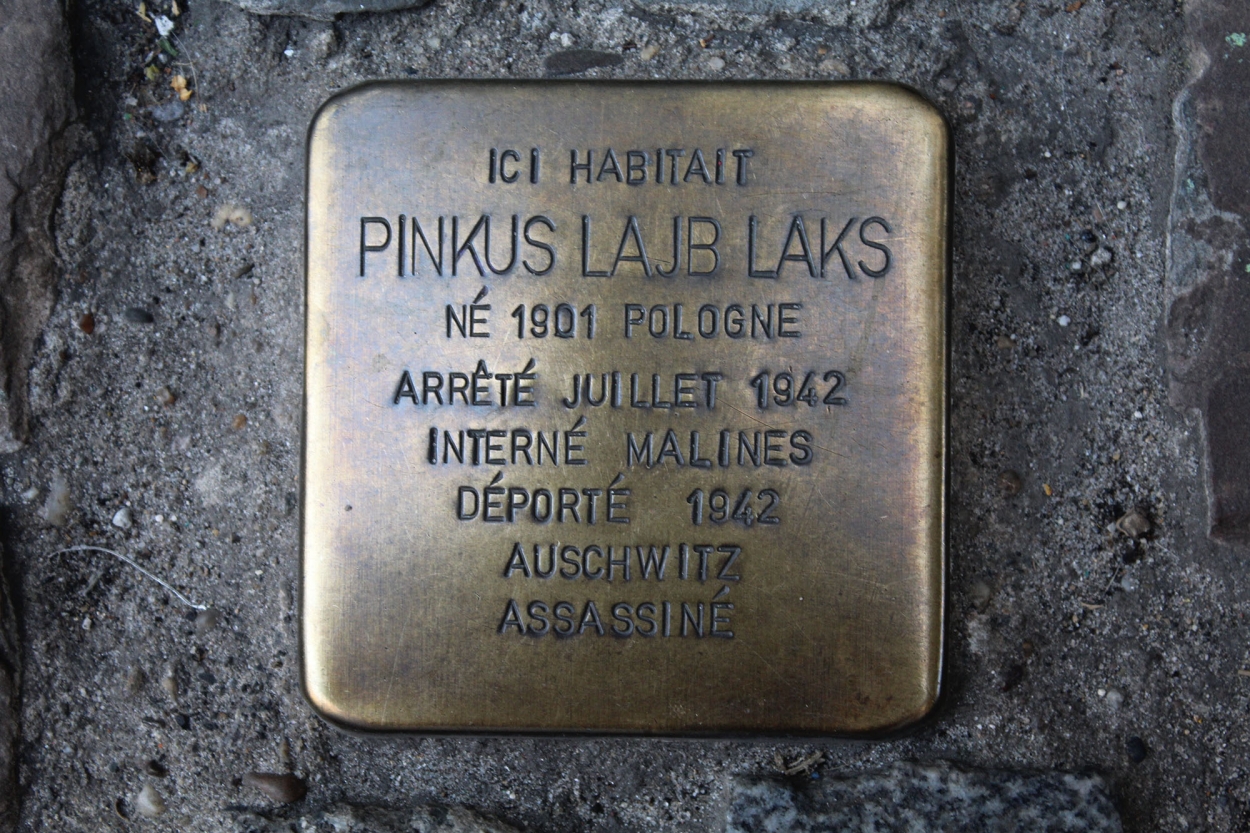 ICI HABITAIT
PINKUS LAJB LAKS
NÉ 1901 POLOGNE
ARRÊTÉ JUILLET 1942
INTERNÉ MALINES
DÉPORTÉ 1942
AUSCHWITZ
ASSASSINÉ